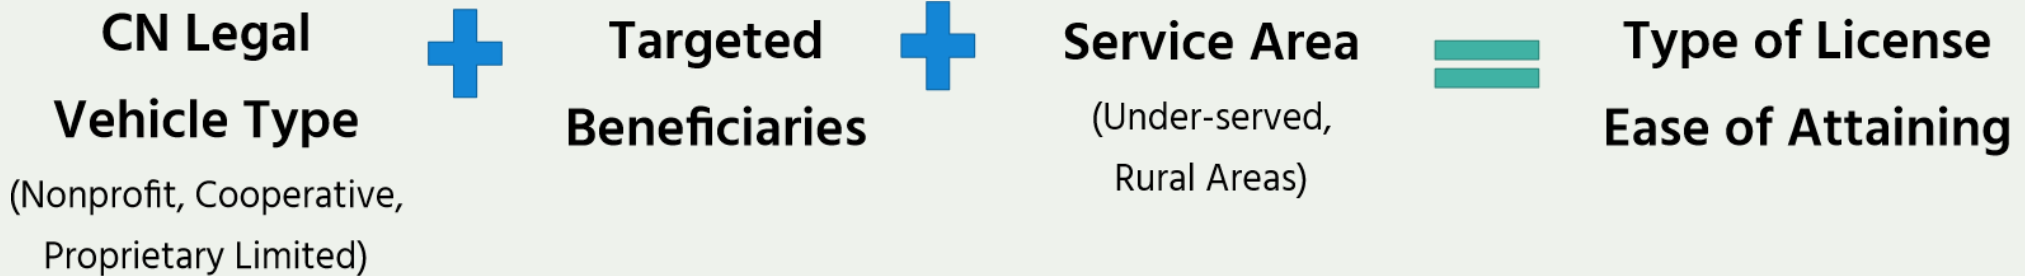 CN Legal
Vehicle Type
(Nonprofit, Cooperative,
Proprietary Limited)
Targeted
Beneficiaries
Service Area
(Under-served,
Rural Areas)
Type of License
Ease of Attaining